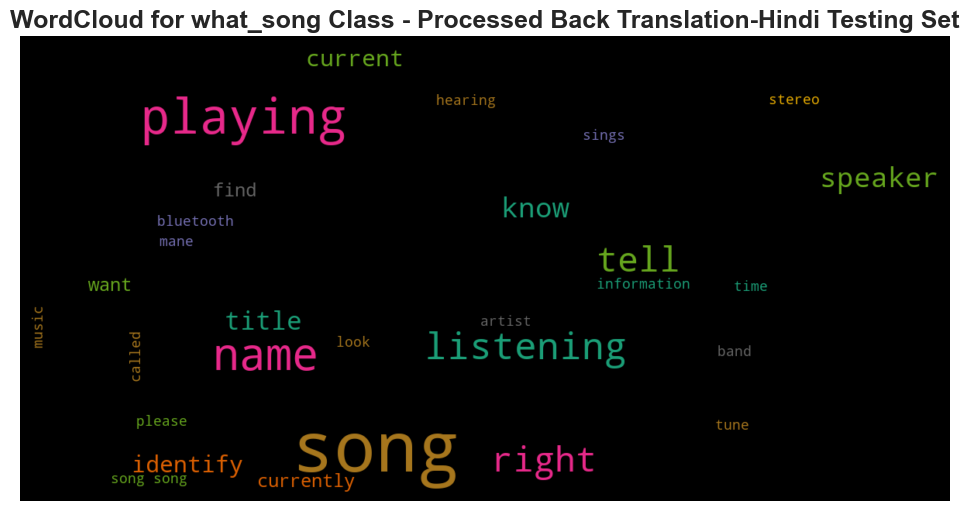 WordCloud for what_song Class - Processed Back Translation-Hindi Testing Set
current
hearing
stereo
playing
sings
speaker
find
know
bluetooth
mane
tell
want
information
time
music
title
artist
called
name
look
listening
band
please
tune
song
right
identify
song song
currently